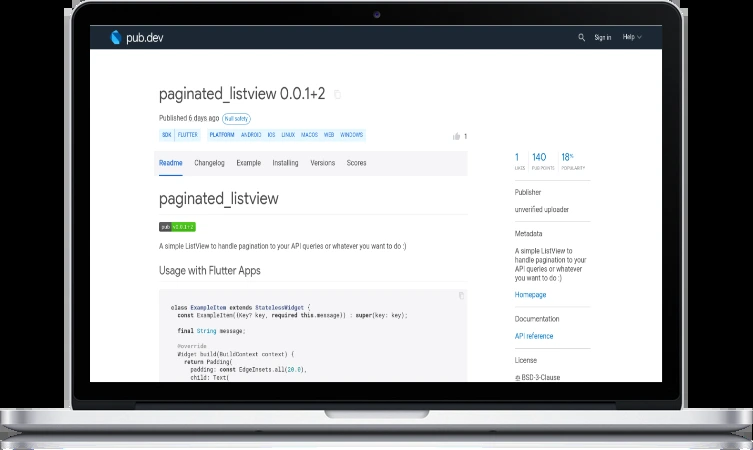 pub.dev
Sign in
Help
paginated_listview 0.0.1+2
Published 6 days ago
Null safety
SDK FLUTTER PLATFORM ANDROID IOS LINUX MACOS WEB WINDOWS
1
Readme Changelog Example Installing Versions Scores
paginated_listview
pub v0.0.1+2
A simple ListView to handle pagination to your API queries or whatever you want to do :)
Usage with Flutter Apps
class ExampleItem extends StatelessWidget {
const ExampleItem({Key? key, required this.message}) : super(key: key);
final String message;
@override
Widget build(BuildContext context) {
return Padding(
padding: const EdgeInsets.all(20.0),
child: Text(
1 140 18%
LIKES PUB POINTS POPULARITY
Publisher
unverified uploader
Metadata
A simple ListView to
handle pagination to your
API queries or whatever
you want to do :)
Homepage
Documentation
API reference
License
BSD-3-Clause